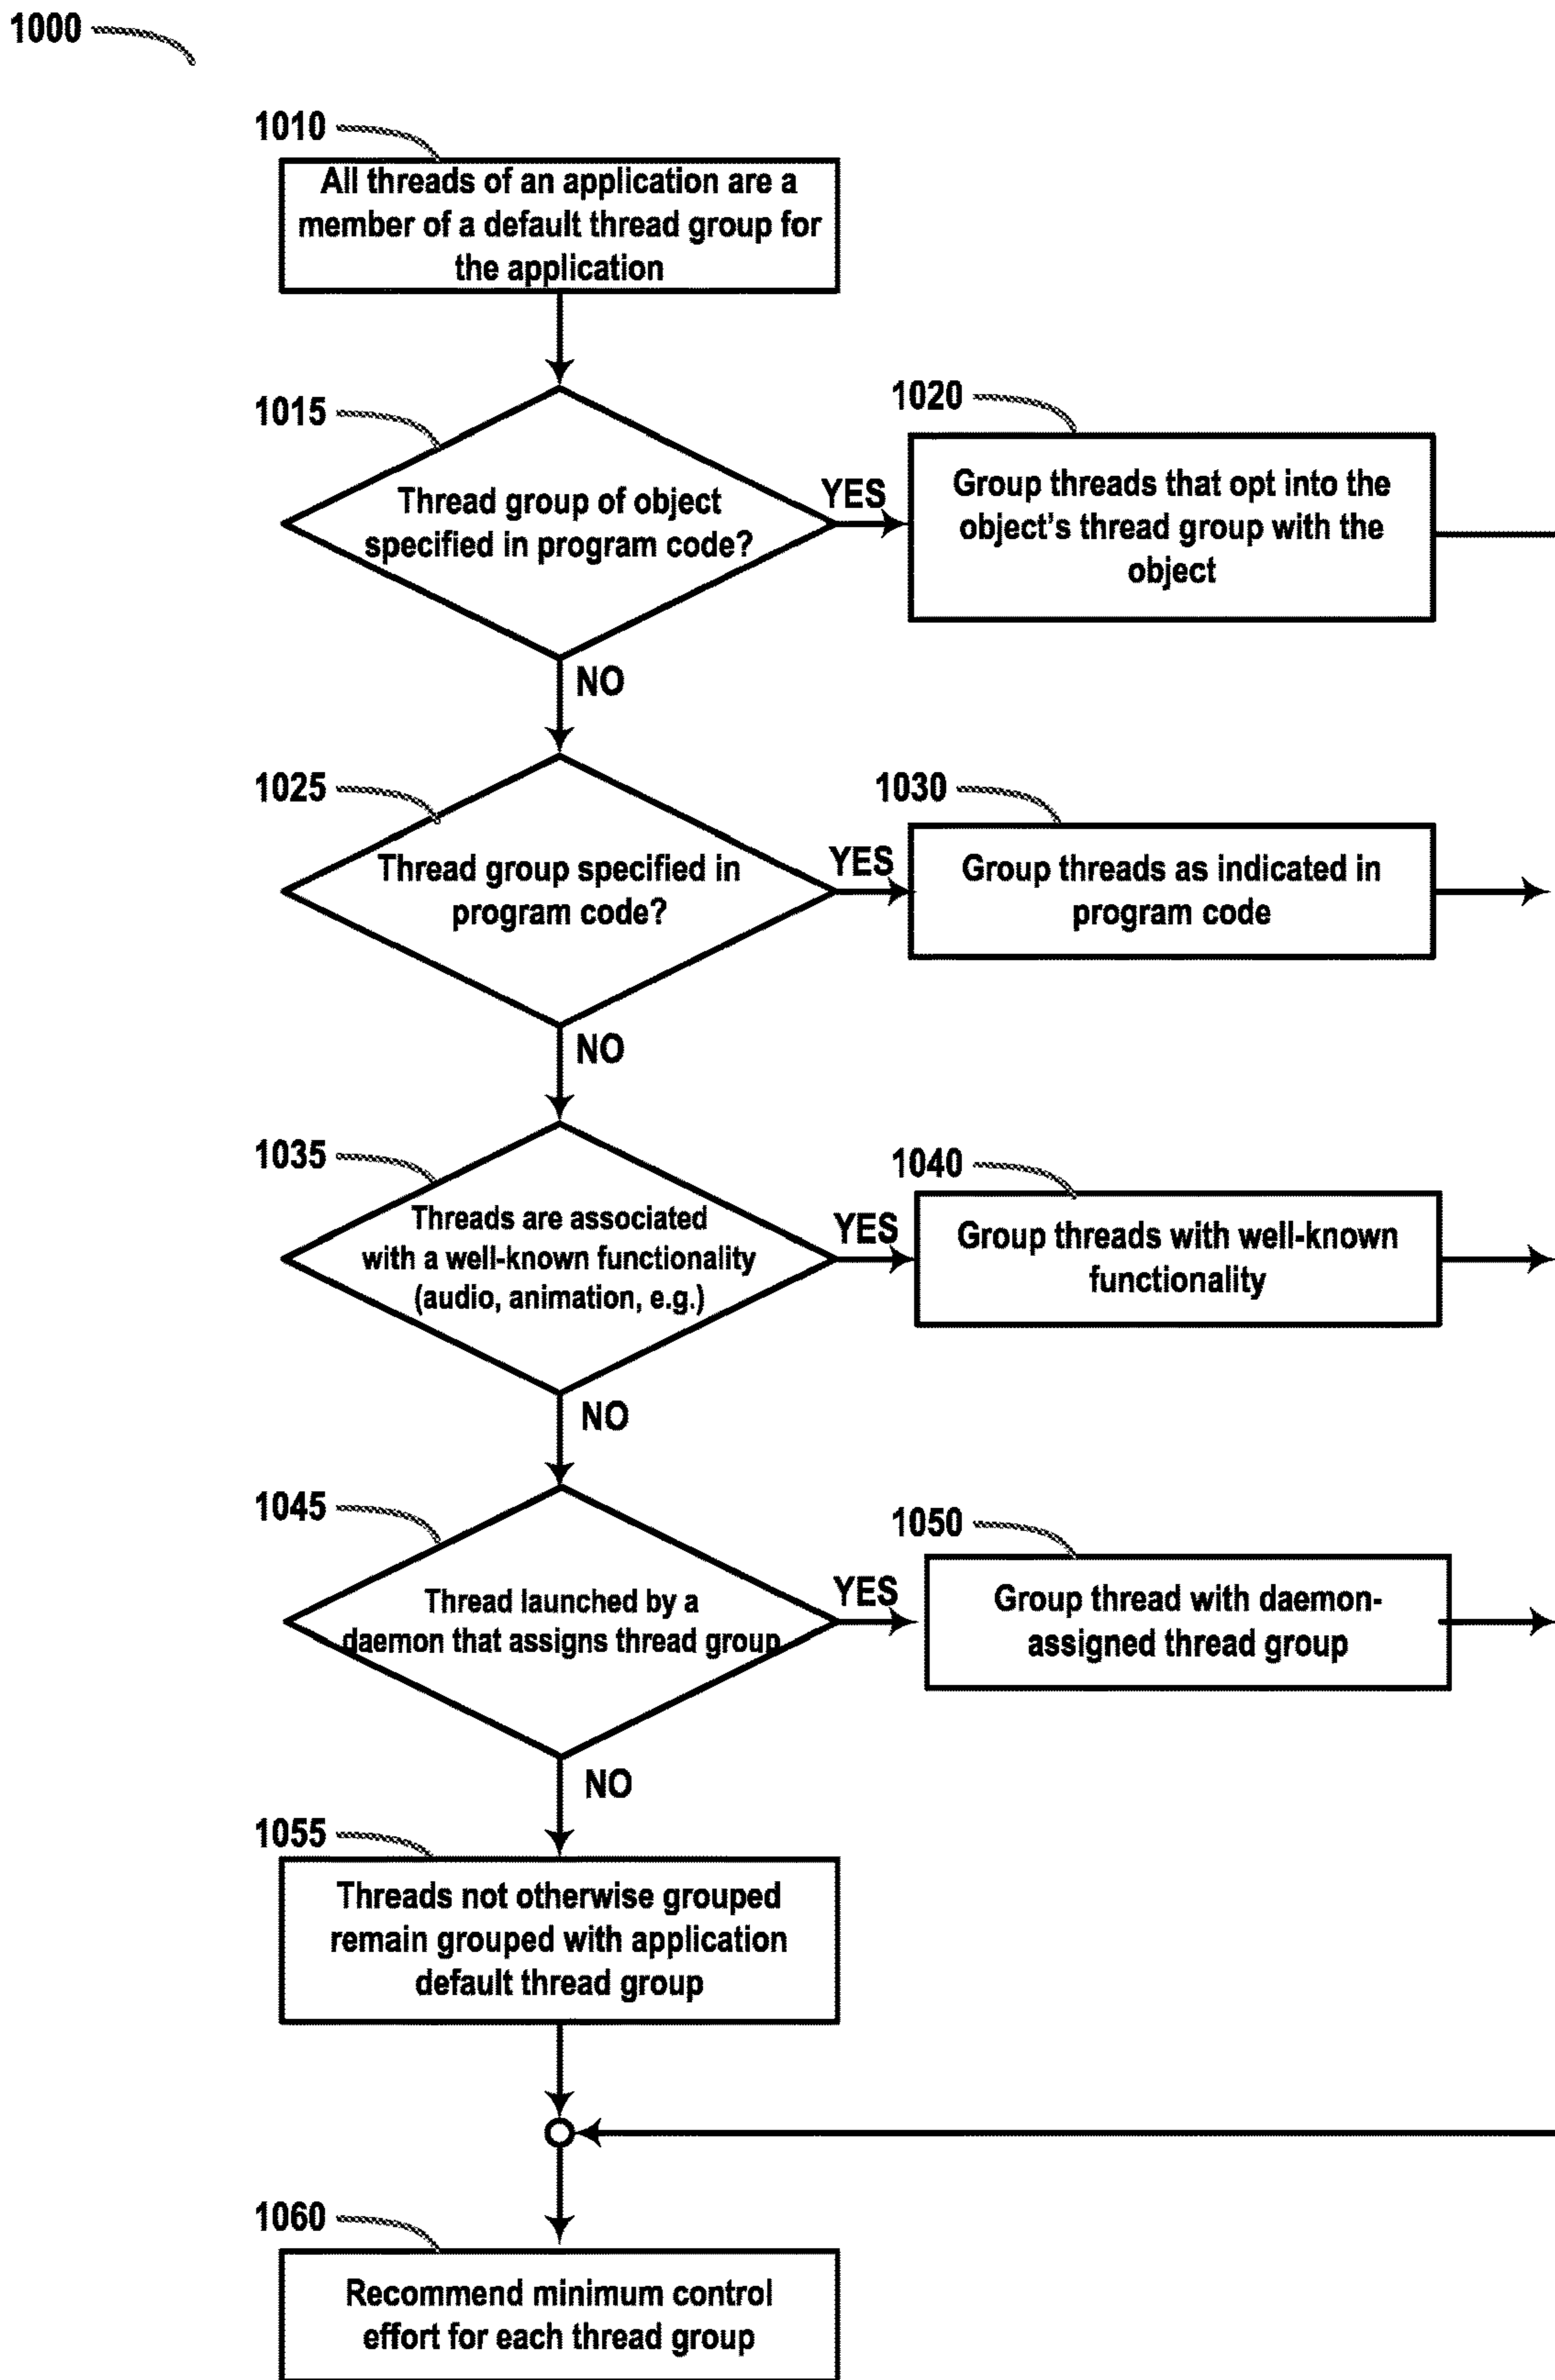 1000
1010
All threads of an application are a
member of a default thread group for
the application
1015
Thread group of object
specified in program code?
YES
1020
Group threads that opt into the
object's thread group with the
object
NO
1025
Thread group specified in
program code?
YES
1030
Group threads as indicated in
program code
NO
1035
Threads are associated
with a well-known functionality
(audio, animation, e.g.)
YES
1040
Group threads with well-known
functionality
NO
1045
Thread launched by a
daemon that assigns thread group
YES
1050
Group thread with daemon-
assigned thread group
NO
1055
Threads not otherwise grouped
remain grouped with application
default thread group
1060
Recommend minimum control
effort for each thread group